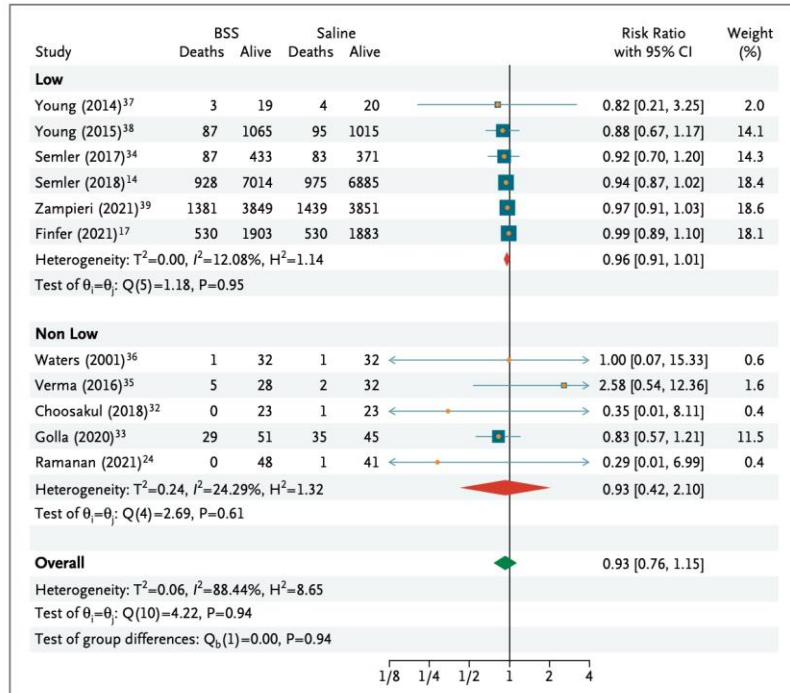 BSS Saline Risk Ratio Weight
Study Deaths Alive Deaths Alive with 95% CI (%)
Low
Young (2014)³⁷ 3 19 4 20 0.82 [0.21, 3.25] 2.0
Young (2015)³⁸ 87 1065 95 1015 0.88 [0.67, 1.17] 14.1
Semler (2017)³⁴ 87 433 83 371 0.92 [0.70, 1.20] 14.3
Semler (2018)¹⁴ 928 7014 975 6885 0.94 [0.87, 1.02] 18.4
Zampieri (2021)³⁹ 1381 3849 1439 3851 0.97 [0.91, 1.03] 18.6
Finfer (2021)¹⁷ 530 1903 530 1883 0.99 [0.89, 1.10] 18.1
Heterogeneity: T²=0.00, I²=12.08%, H²=1.14 0.96 [0.91, 1.01]
Test of θᵢ=θⱼ: Q(5)=1.18, P=0.95
Non Low
Waters (2001)³⁶ 1 32 1 32 1.00 [0.07, 15.33] 0.6
Verma (2016)³⁵ 5 28 2 32 2.58 [0.54, 12.36] 1.6
Choosakul (2018)³² 0 23 1 23 0.35 [0.01, 8.11] 0.4
Golla (2020)³³ 29 51 35 45 0.83 [0.57, 1.21] 11.5
Ramanan (2021)²⁴ 0 48 1 41 0.29 [0.01, 6.99] 0.4
Heterogeneity: T²=0.24, I²=24.29%, H²=1.32 0.93 [0.42, 2.10]
Test of θᵢ=θⱼ: Q(4)=2.69, P=0.61
Overall 0.93 [0.76, 1.15]
Heterogeneity: T²=0.06, I²=88.44%, H²=8.65
Test of θᵢ=θⱼ: Q(10)=4.22, P=0.94
Test of group differences: Q_b(1)=0.00, P=0.94
1/8 1/4 1/2 1 2 4